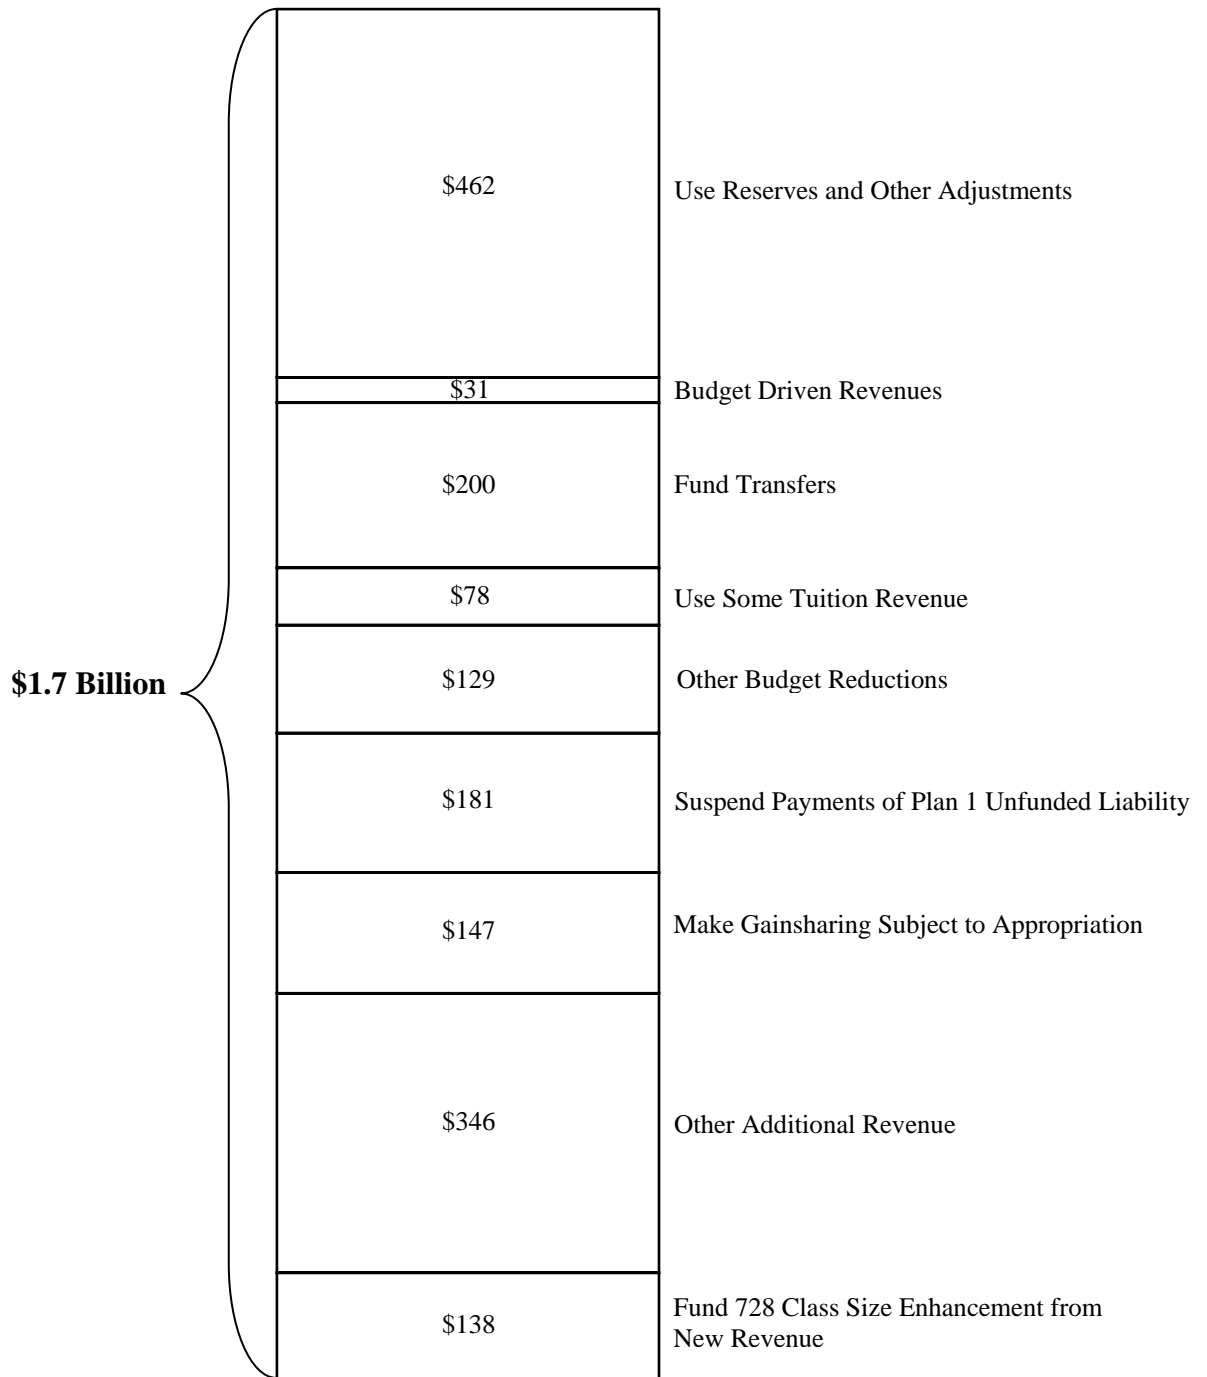 $462
Use Reserves and Other Adjustments
$31
Budget Driven Revenues
$200
Fund Transfers
$78
Use Some Tuition Revenue
$1.7 Billion
$129
Other Budget Reductions
$181
Suspend Payments of Plan 1 Unfunded Liability
$147
Make Gainsharing Subject to Appropriation
$346
Other Additional Revenue
$138
Fund 728 Class Size Enhancement from
New Revenue